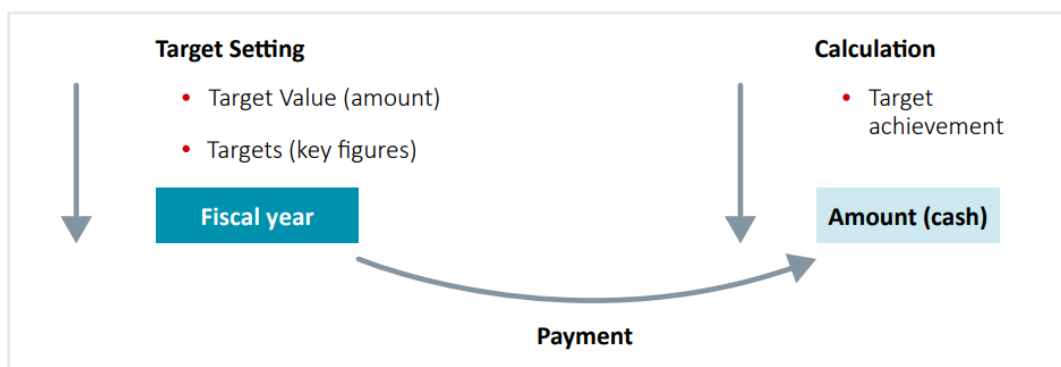 Target Setting
• Target Value (amount)
• Targets (key figures)
Fiscal year
Calculation
• Target
achievement
Amount (cash)
Payment